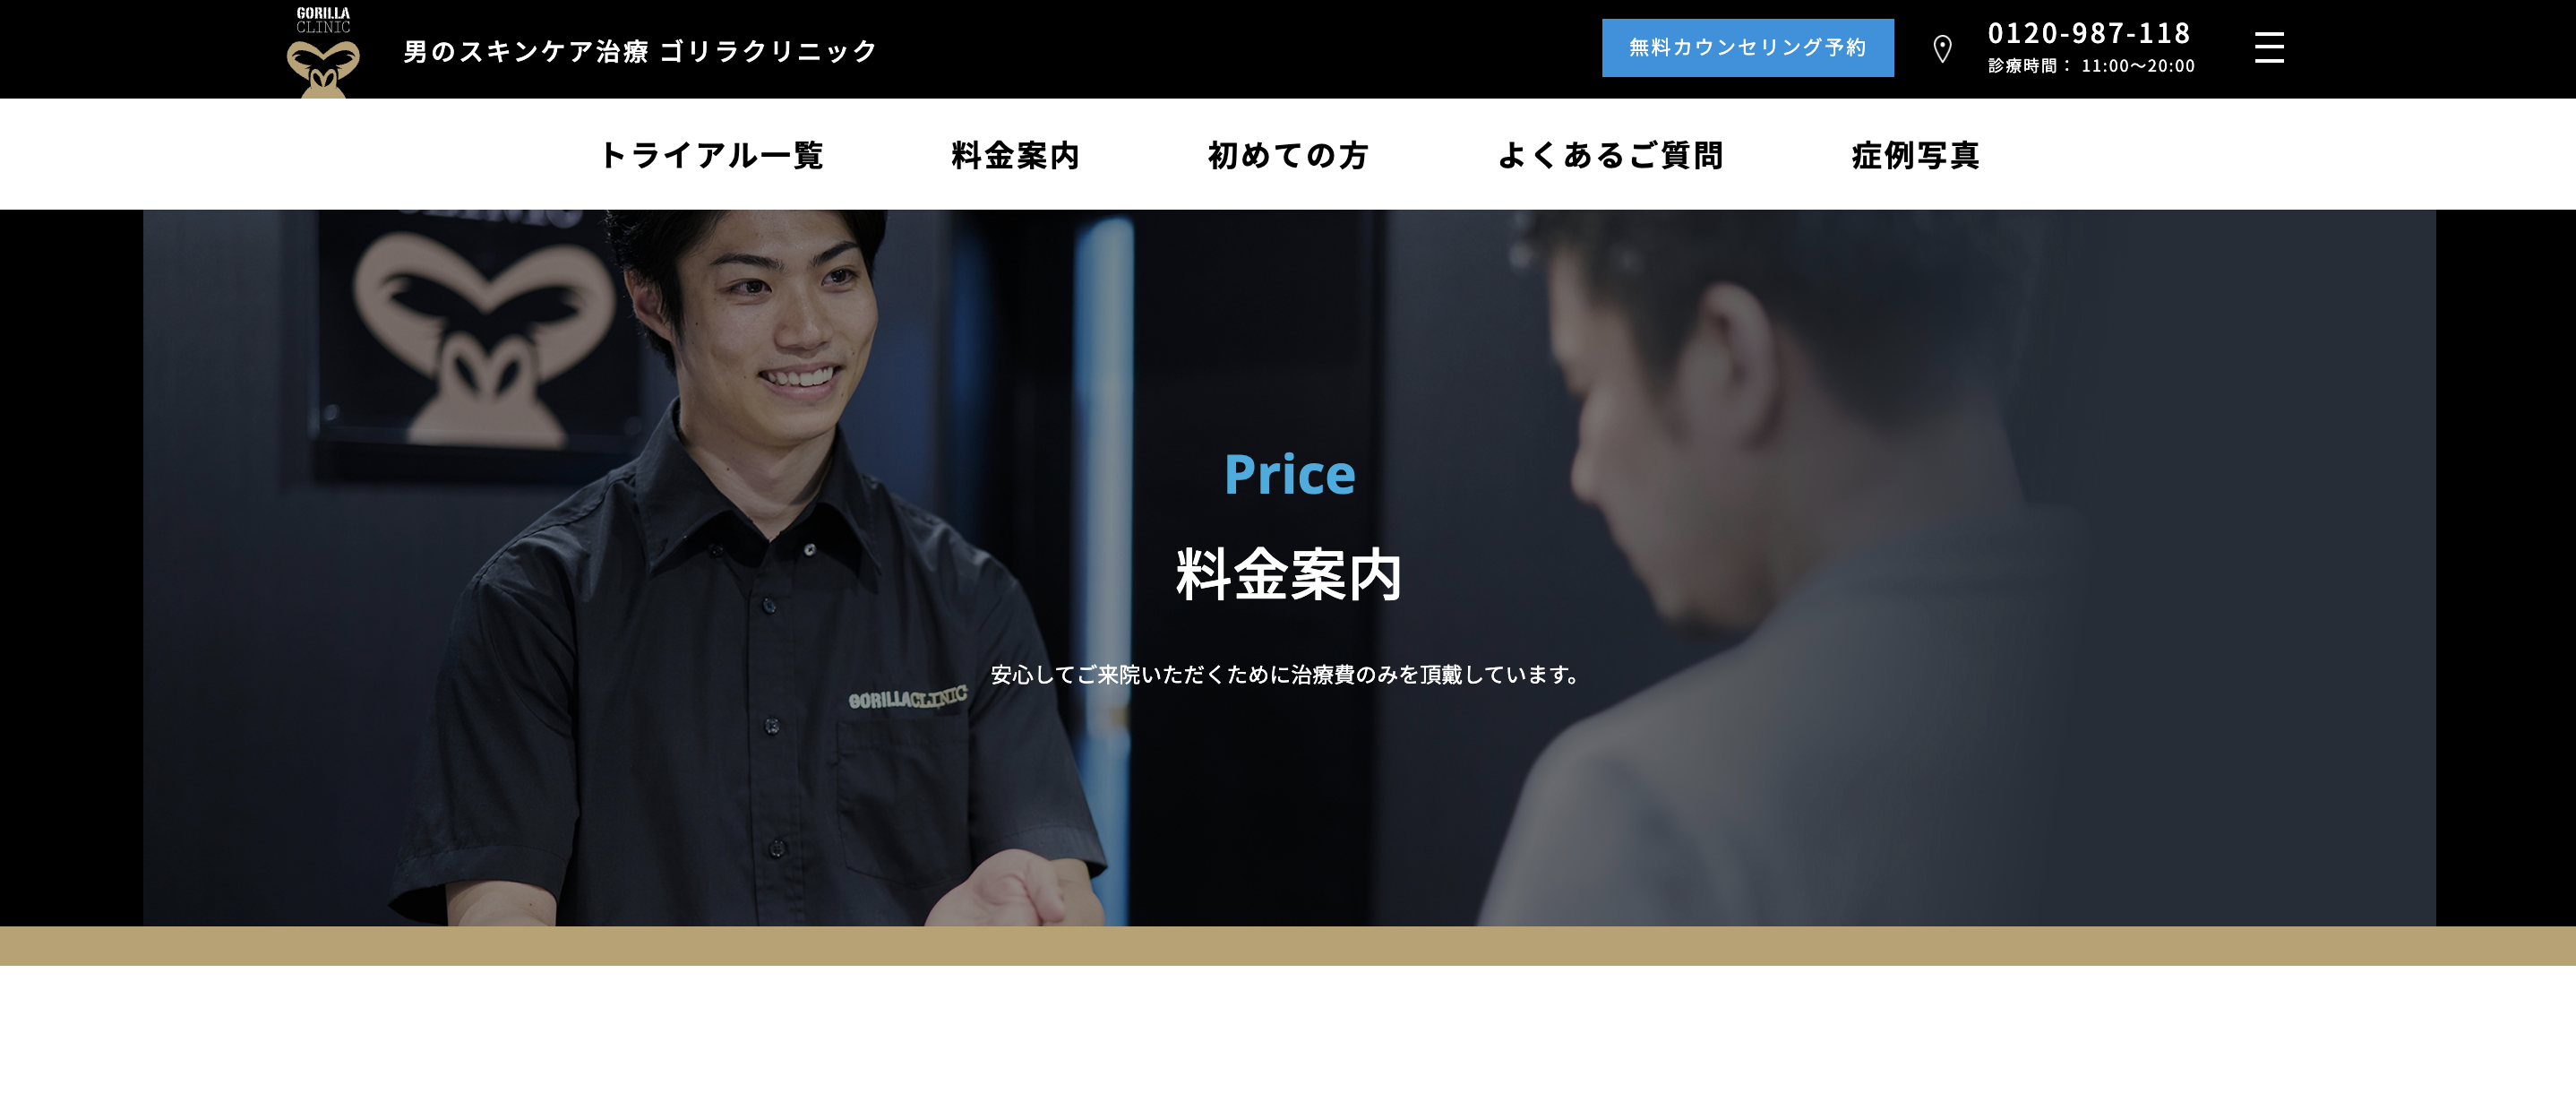 GORILLA
CLINIC
男のスキンケア治療 ゴリラクリニック
無料カウンセリング予約
0120-987-118
診療時間： 11:00〜20:00
トライアル一覧
料金案内
初めての方
よくあるご質問
症例写真
CLINIC
Price
料金案内
安心してご来院いただくために治療費のみを頂戴しています。
GORILLACLINIC